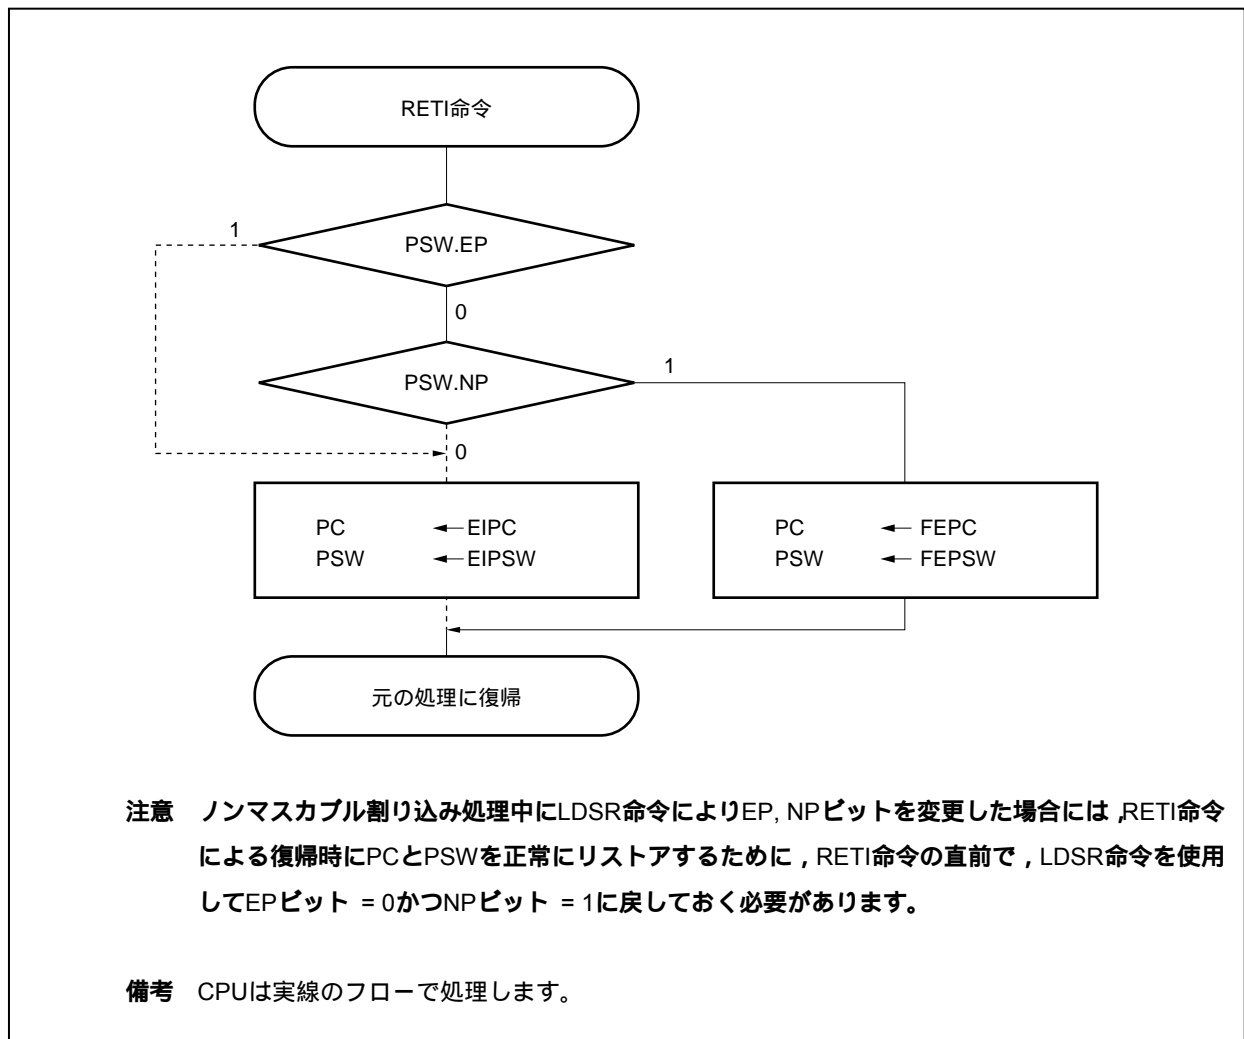 RETI命令
1
PSW.EP
0
PSW.NP
1
0
PC ← EIPC
PSW ← EIPSW
PC ← FEPC
PSW ← FEPSW
元の処理に復帰
注意 ノンマスカブル割り込み処理中にLDSR命令によりEP, NPビットを変更した場合には,RETI命令
による復帰時にPCとPSWを正常にリストアするために,RETI命令の直前で,LDSR命令を使用
してEPビット = 0かつNPビット = 1に戻しておく必要があります。
備考 CPUは実線のフローで処理します。